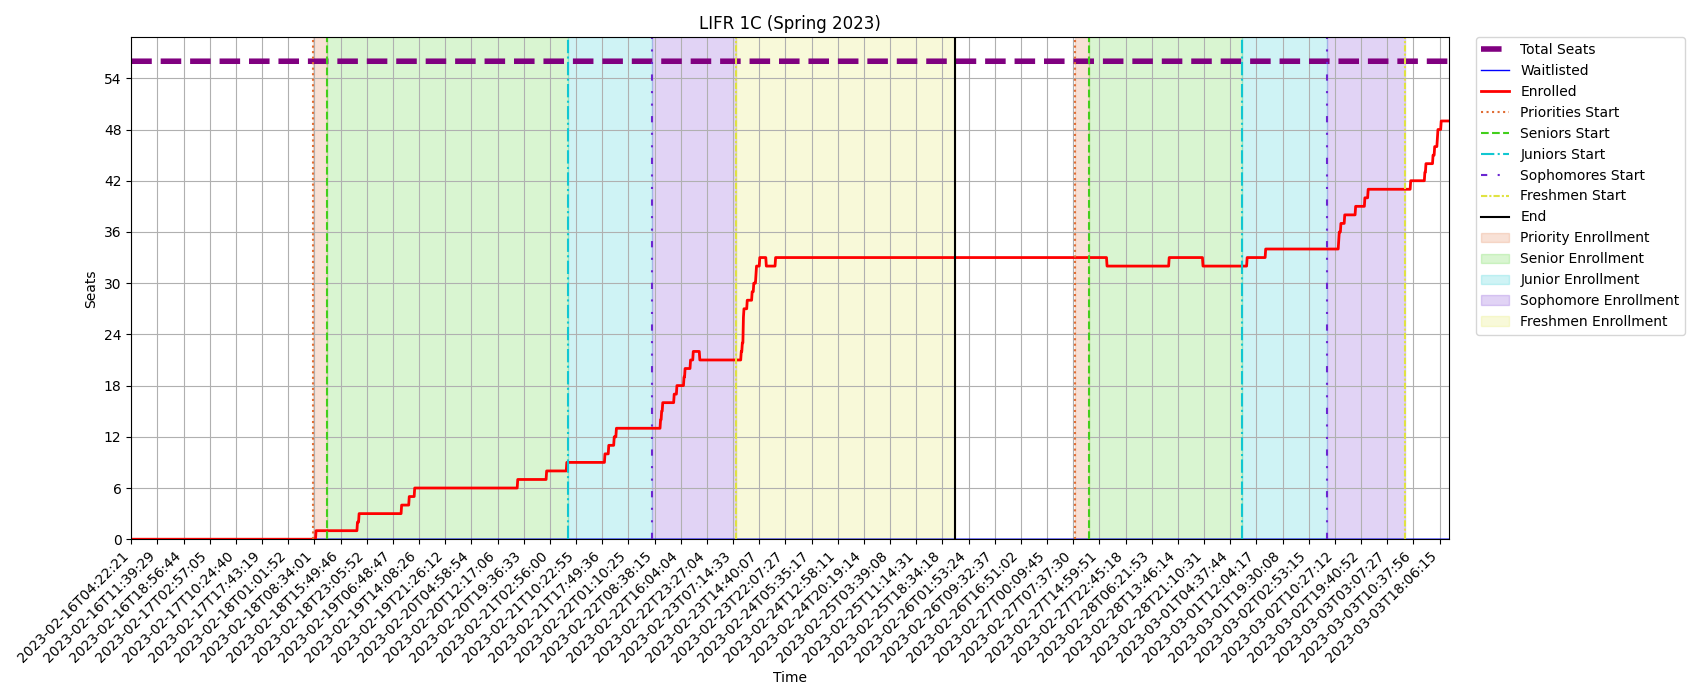 LIFR 1C (Spring 2023)
Seats
54
48
42
36
30
24
18
12
6
0
2023-02-16T04:22:21
2023-02-16T11:39:29
2023-02-16T18:56:44
2023-02-17T02:57:05
2023-02-17T10:24:40
2023-02-17T17:43:19
2023-02-18T01:01:52
2023-02-18T08:34:01
2023-02-18T15:49:46
2023-02-18T23:05:52
2023-02-19T06:48:47
2023-02-19T14:08:26
2023-02-19T21:26:12
2023-02-20T04:58:54
2023-02-20T12:17:06
2023-02-20T19:36:33
2023-02-21T02:56:00
2023-02-21T10:22:55
2023-02-21T17:49:36
2023-02-22T01:10:25
2023-02-22T08:38:15
2023-02-22T16:04:04
2023-02-22T23:27:04
2023-02-23T07:14:33
2023-02-23T14:40:07
2023-02-23T22:07:27
2023-02-24T05:35:17
2023-02-24T12:58:11
2023-02-24T20:19:14
2023-02-25T03:39:08
2023-02-25T11:14:31
2023-02-25T18:34:18
2023-02-26T01:53:24
2023-02-26T09:32:37
2023-02-26T16:51:02
2023-02-27T00:09:45
2023-02-27T07:37:30
2023-02-27T14:59:51
2023-02-27T22:45:18
2023-02-28T06:21:53
2023-02-28T13:46:14
2023-02-28T21:10:31
2023-03-01T04:37:44
2023-03-01T12:04:17
2023-03-01T19:30:08
2023-03-02T02:53:15
2023-03-02T10:27:12
2023-03-02T19:40:52
2023-03-03T03:07:27
2023-03-03T10:37:56
2023-03-03T18:06:15
Time
Total Seats
Waitlisted
Enrolled
Priorities Start
Seniors Start
Juniors Start
Sophomores Start
Freshmen Start
End
Priority Enrollment
Senior Enrollment
Junior Enrollment
Sophomore Enrollment
Freshmen Enrollment